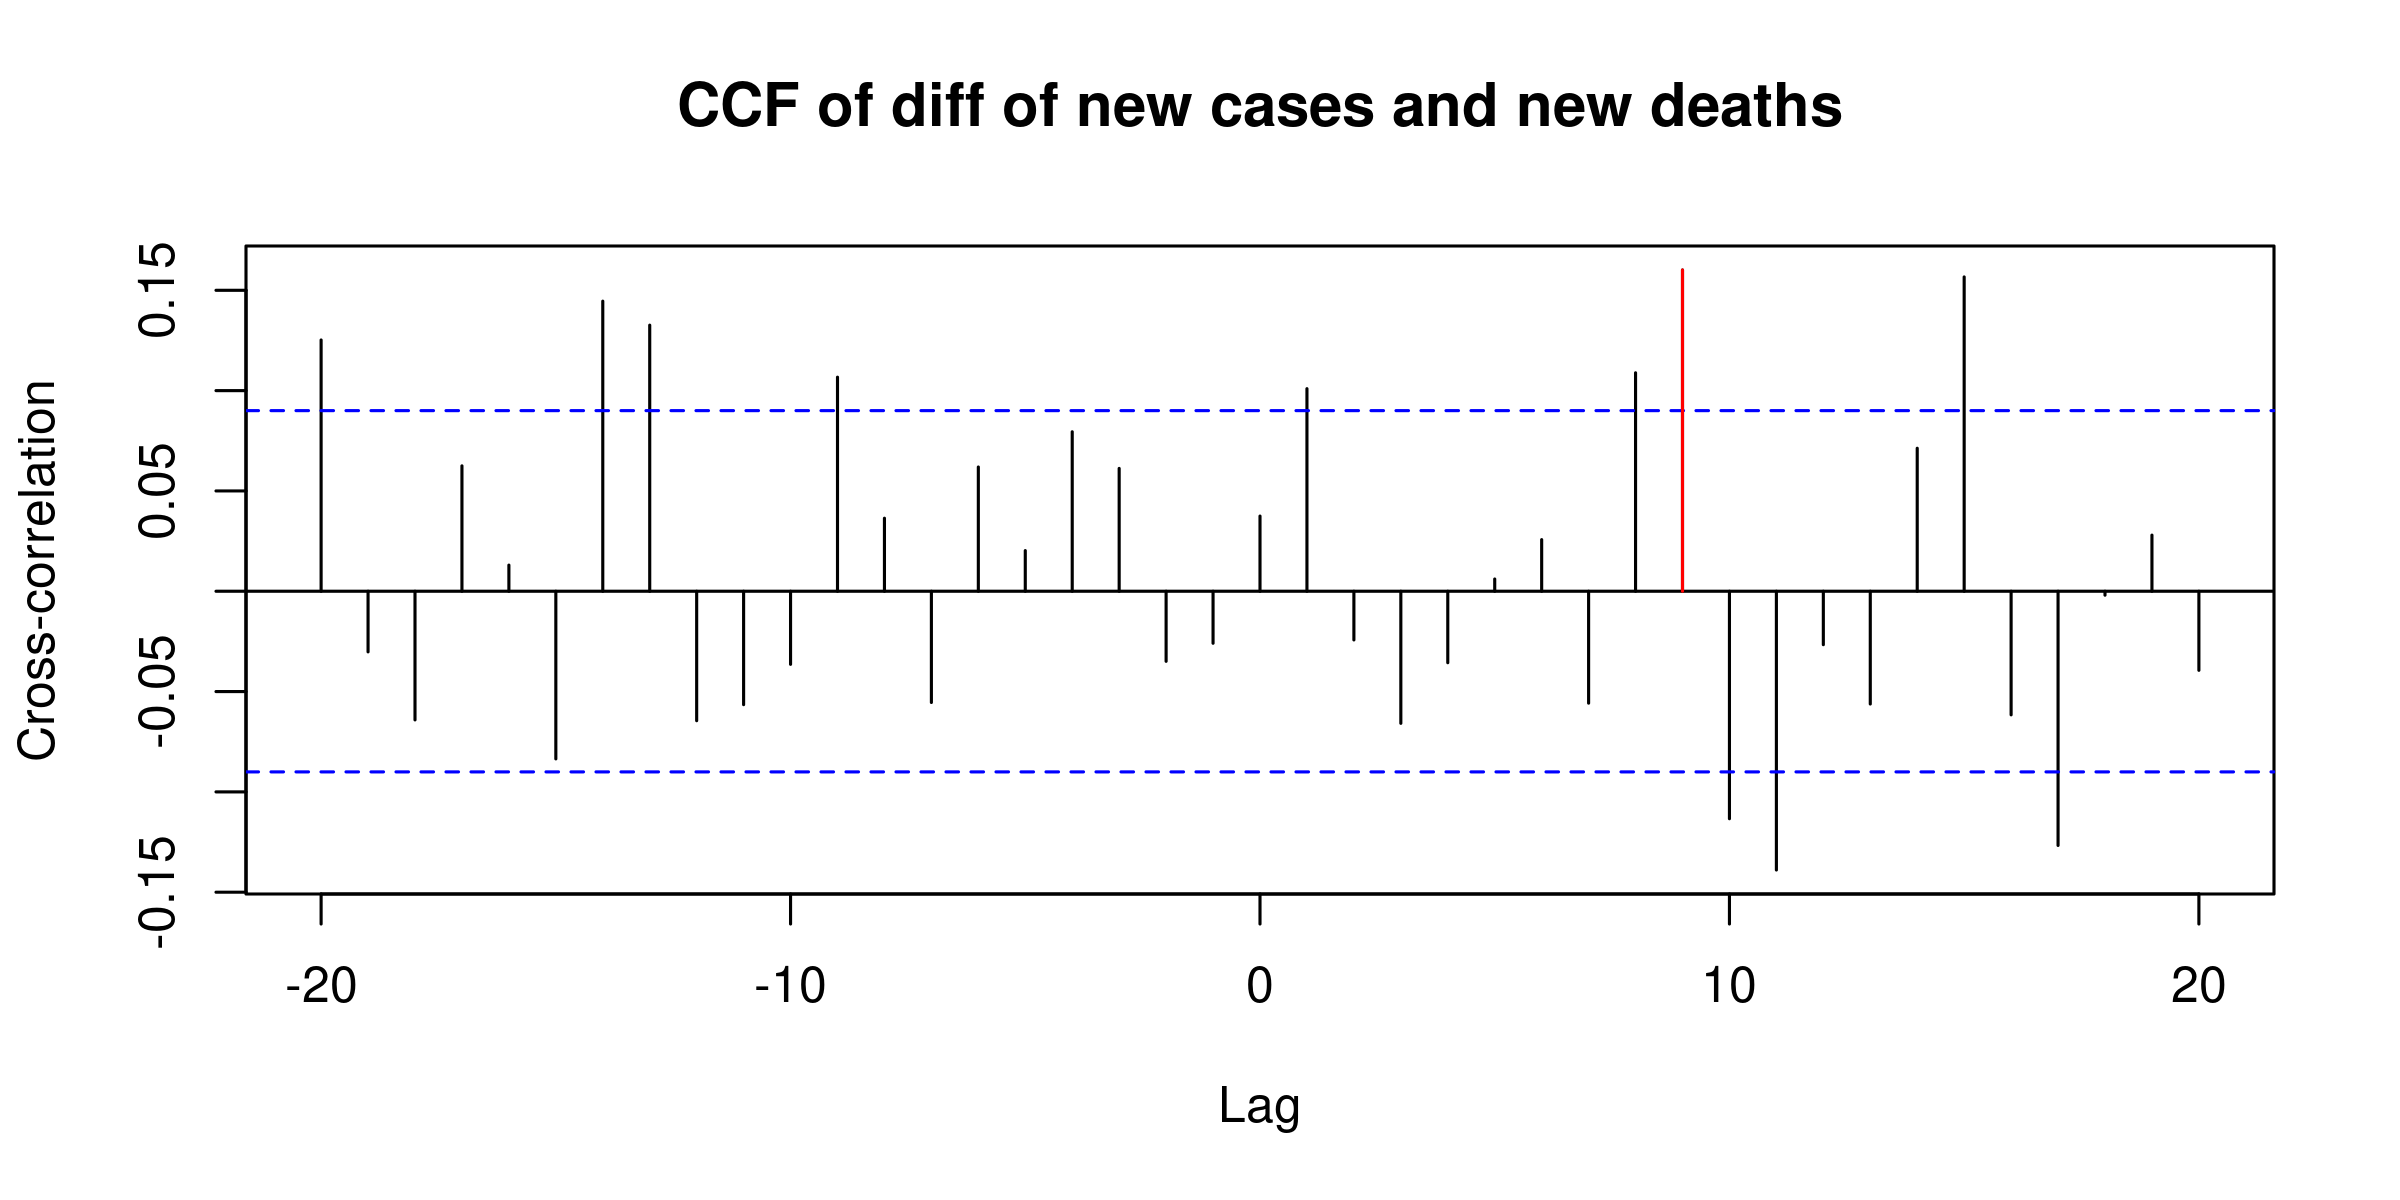 CCF of diff of new cases and new deaths
Cross-correlation
0.15
0.05
-0.05
-0.15
-20 -10 0 10 20
Lag